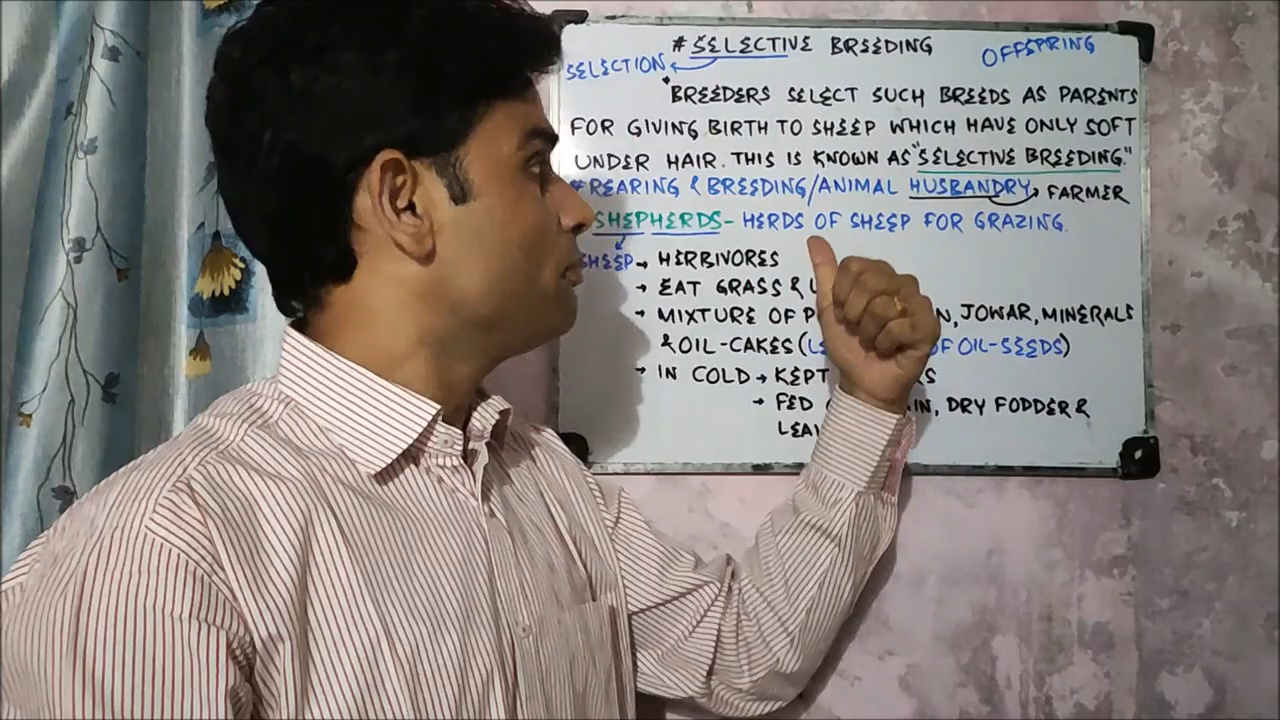 # SELECTIVE BREEDING
OFFSPRING
SELECTION
*BREEDERS SELECT SUCH BREEDS AS PARENTS
FOR GIVING BIRTH TO SHEEP WHICH HAVE ONLY SOFT
UNDER HAIR. THIS IS KNOWN AS "SELECTIVE BREEDING."
# REARING & BREEDING/ANIMAL HUSBANDRY → FARMER
SHEPHERDS - HERDS OF SHEEP FOR GRAZING.
SHEEP → HERBIVORES
→ EAT GRASS &
→ MIXTURE OF JOWAR, MINERALS
& OIL-CAKES ( OF OIL-SEEDS)
→ IN COLD → KEPT
→ FED DRY FODDER &